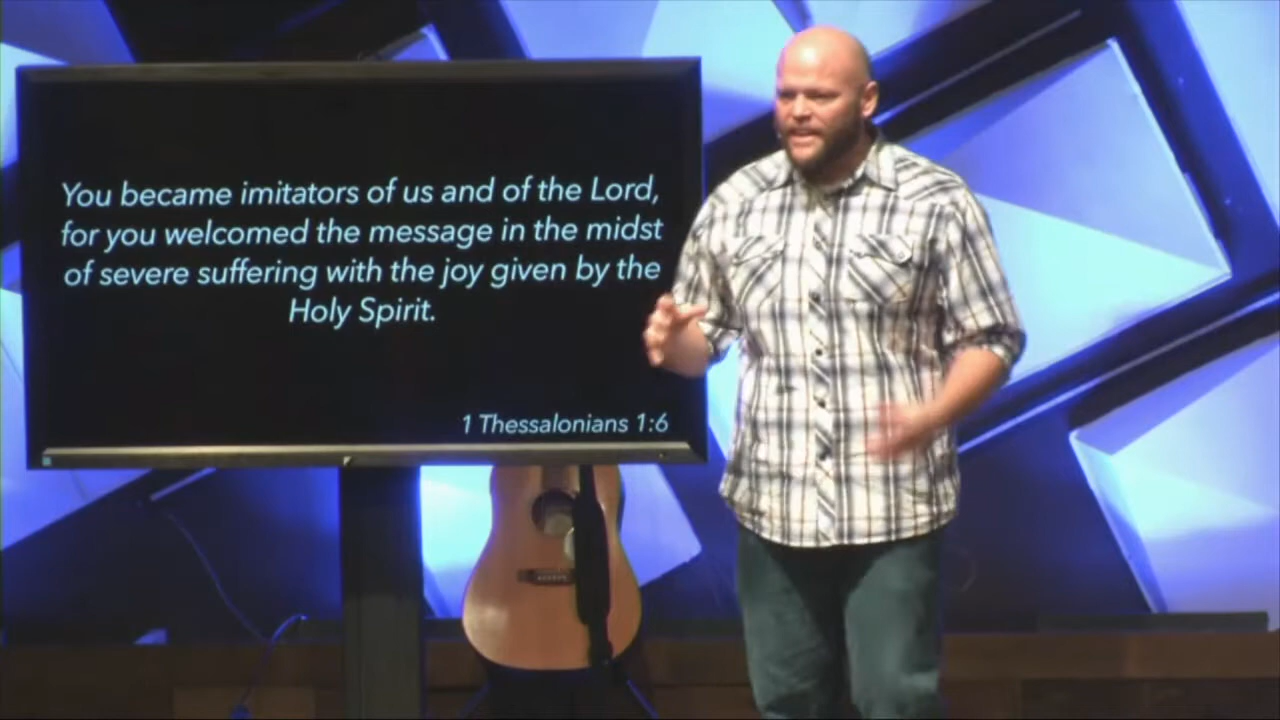 You became imitators of us and of the Lord,
for you welcomed the message in the midst
of severe suffering with the joy given by the
Holy Spirit.
1 Thessalonians 1:6